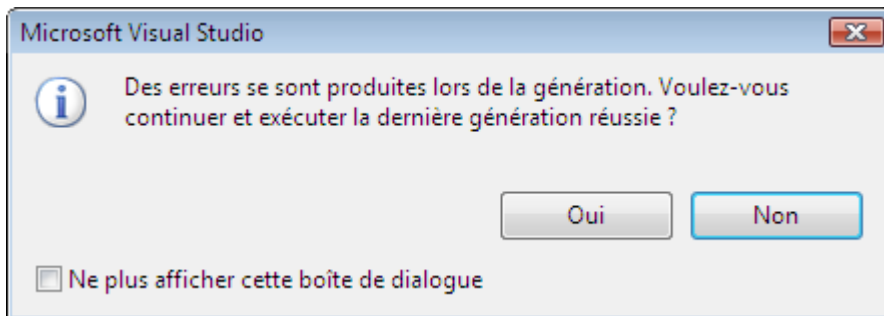 Microsoft Visual Studio
Des erreurs se sont produites lors de la génération. Voulez-vous
continuer et exécuter la dernière génération réussie ?
Oui
Non
Ne plus afficher cette boîte de dialogue